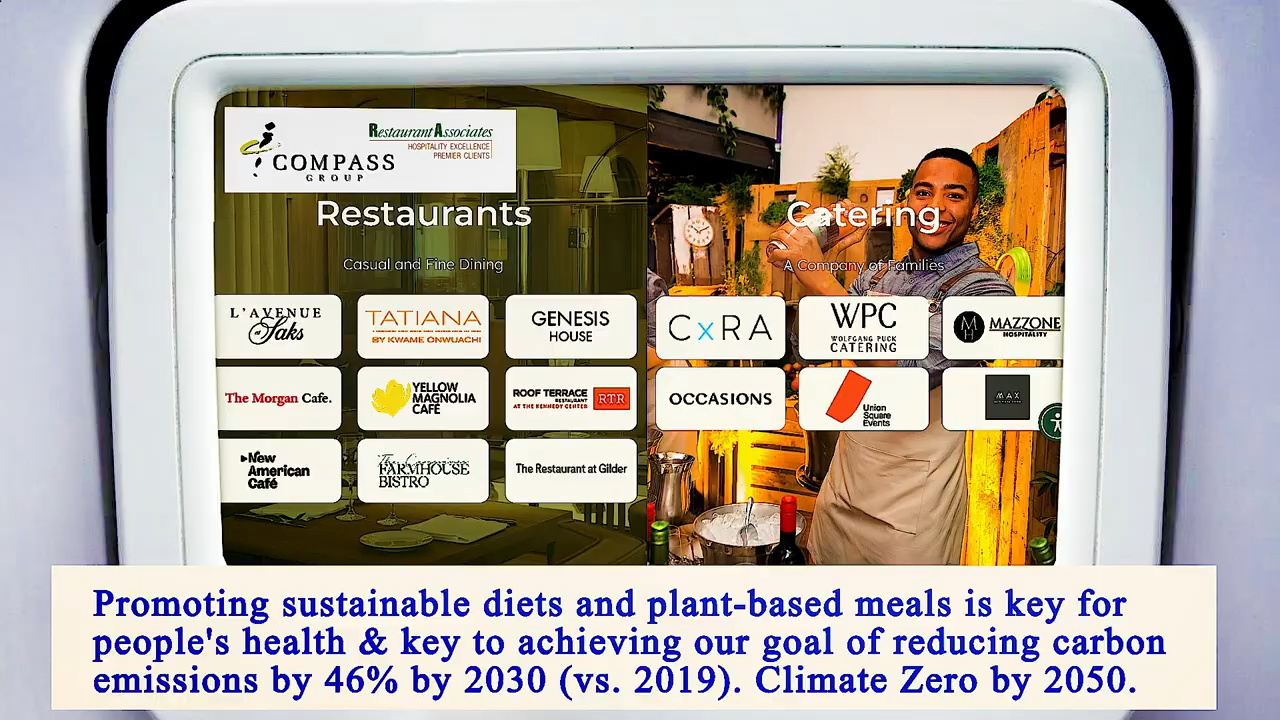 COMPASS
GROUP
Restaurant Associates
HOSPITALITY EXCELLENCE
PREMIER CLIENTS
Restaurants
Casual and Fine Dining
L'AVENUE
at Saks
TATIANA
BY KWAME ONWUACHI
GENESIS
HOUSE
The Morgan Cafe.
YELLOW
MAGNOLIA
CAFÉ
ROOF TERRACE
RESTAURANT
AT THE KENNEDY CENTER
RTR
New
American
Café
FARMHOUSE
BISTRO
The Restaurant at Gilder
Catering
A Company of Families
CxRA
WPC
WOLFGANG PUCK
CATERING
MH
MAZZONE
HOSPITALITY
OCCASIONS
Union
Square
Events
MAX
Promoting sustainable diets and plant-based meals is key for
people's health & key to achieving our goal of reducing carbon
emissions by 46% by 2030 (vs. 2019). Climate Zero by 2050.